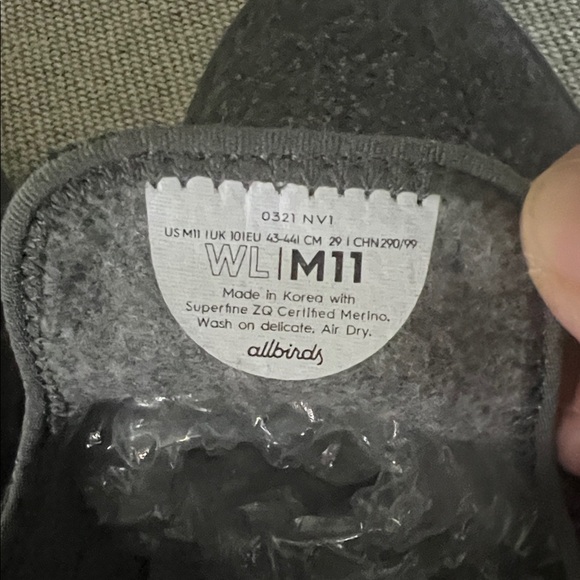 0321 NV1
US M11 | UK 10 | EU 43-44 | CM 29 | CHN 290/99
WL | M11
Made in Korea with
Superfine ZQ Certified Merino.
Wash on delicate. Air Dry.
allbirds